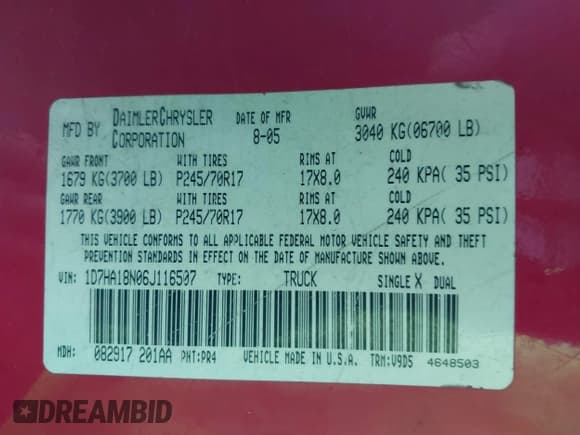 MFD BY DAIMLERCHRYSLER CORPORATION DATE OF MFR 8-05 GVWR 3040 KG(06700 LB)
GAWR FRONT WITH TIRES RIMS AT COLD
1679 KG(3700 LB) P245/70R17 17X8.0 240 KPA( 35 PSI)
GAWR REAR WITH TIRES RIMS AT COLD
1770 KG(3900 LB) P245/70R17 17X8.0 240 KPA( 35 PSI)
THIS VEHICLE CONFORMS TO ALL APPLICABLE FEDERAL MOTOR VEHICLE SAFETY AND THEFT
PREVENTION STANDARDS IN EFFECT ON THE DATE OF MANUFACTURE SHOWN ABOVE.
VIN: 1D7HA18N06J116507 TYPE: TRUCK SINGLE X DUAL
MDH: 082917 201AA PNT:PR4 VEHICLE MADE IN U.S.A. TRM:V9D5 4648503
DREAMBID